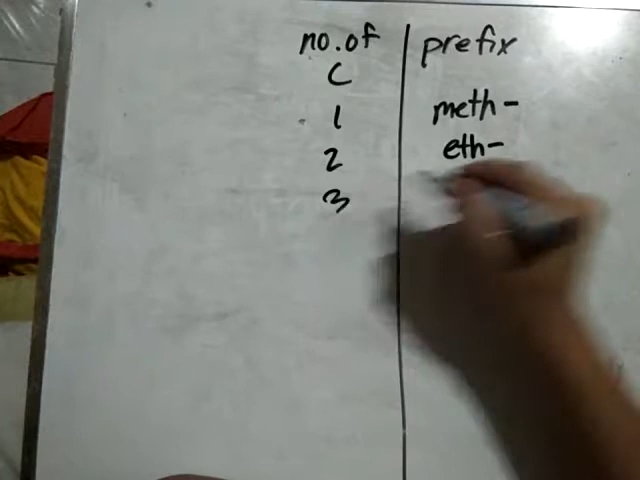 no. of C | prefix
1 | meth-
2 | eth-
3